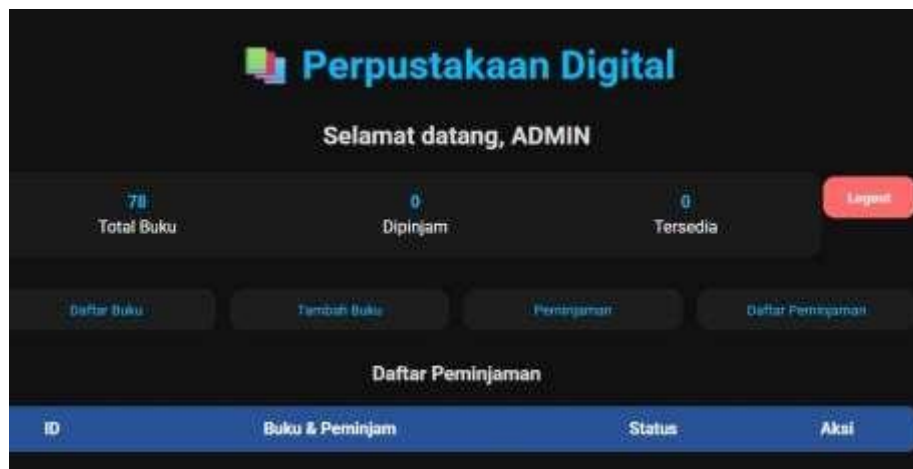 Perpustakaan Digital
Selamat datang, ADMIN
78 0 0 Logout
Total Buku Dipinjam Tersedia
Daftar Buku Tambah Buku Peminjaman Daftar Peminjaman
Daftar Peminjaman
ID Buku & Peminjam Status Aksi